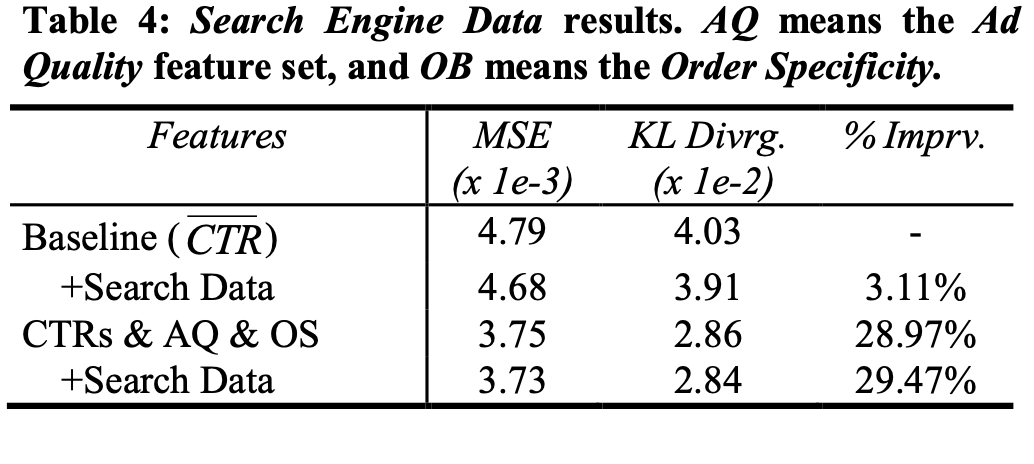 Table 4: Search Engine Data results. AQ means the Ad
Quality feature set, and OB means the Order Specificity.
Features MSE KL Divrg. % Imprv.
(x 1e-3) (x 1e-2)
Baseline (C̅T̅R̅) 4.79 4.03 -
+Search Data 4.68 3.91 3.11%
CTRs & AQ & OS 3.75 2.86 28.97%
+Search Data 3.73 2.84 29.47%